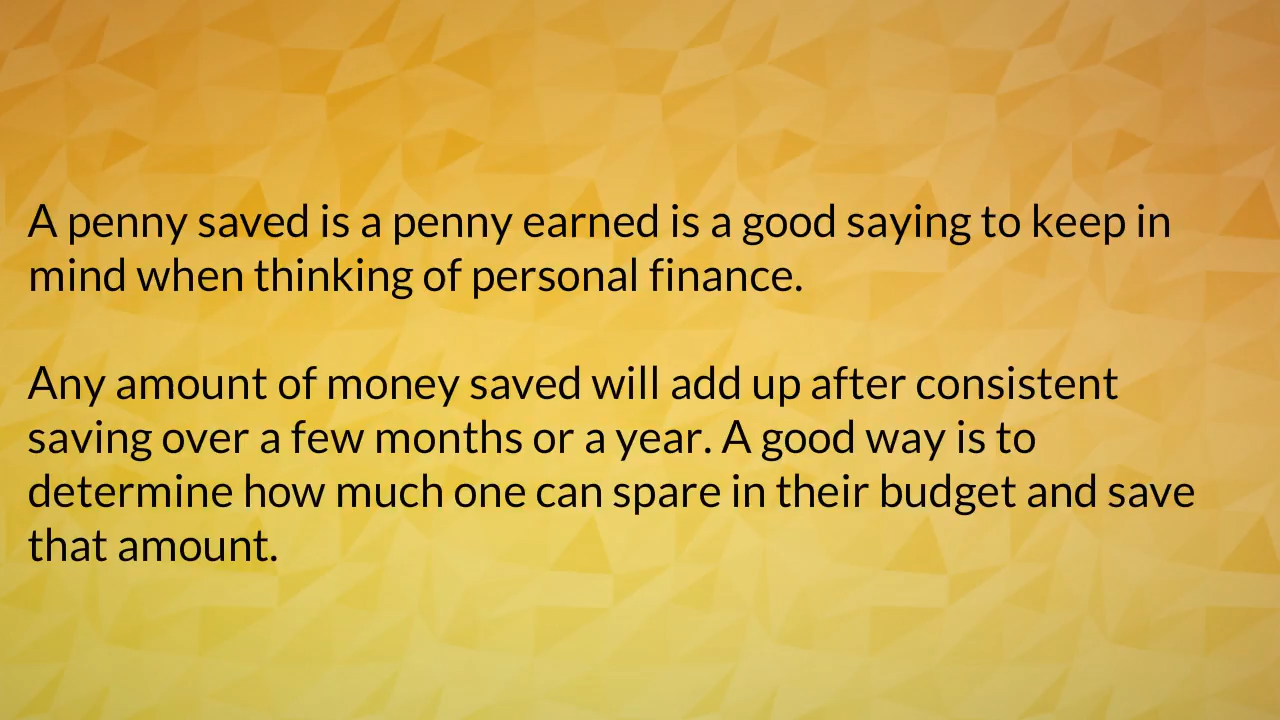 A penny saved is a penny earned is a good saying to keep in
mind when thinking of personal finance.
Any amount of money saved will add up after consistent
saving over a few months or a year. A good way is to
determine how much one can spare in their budget and save
that amount.